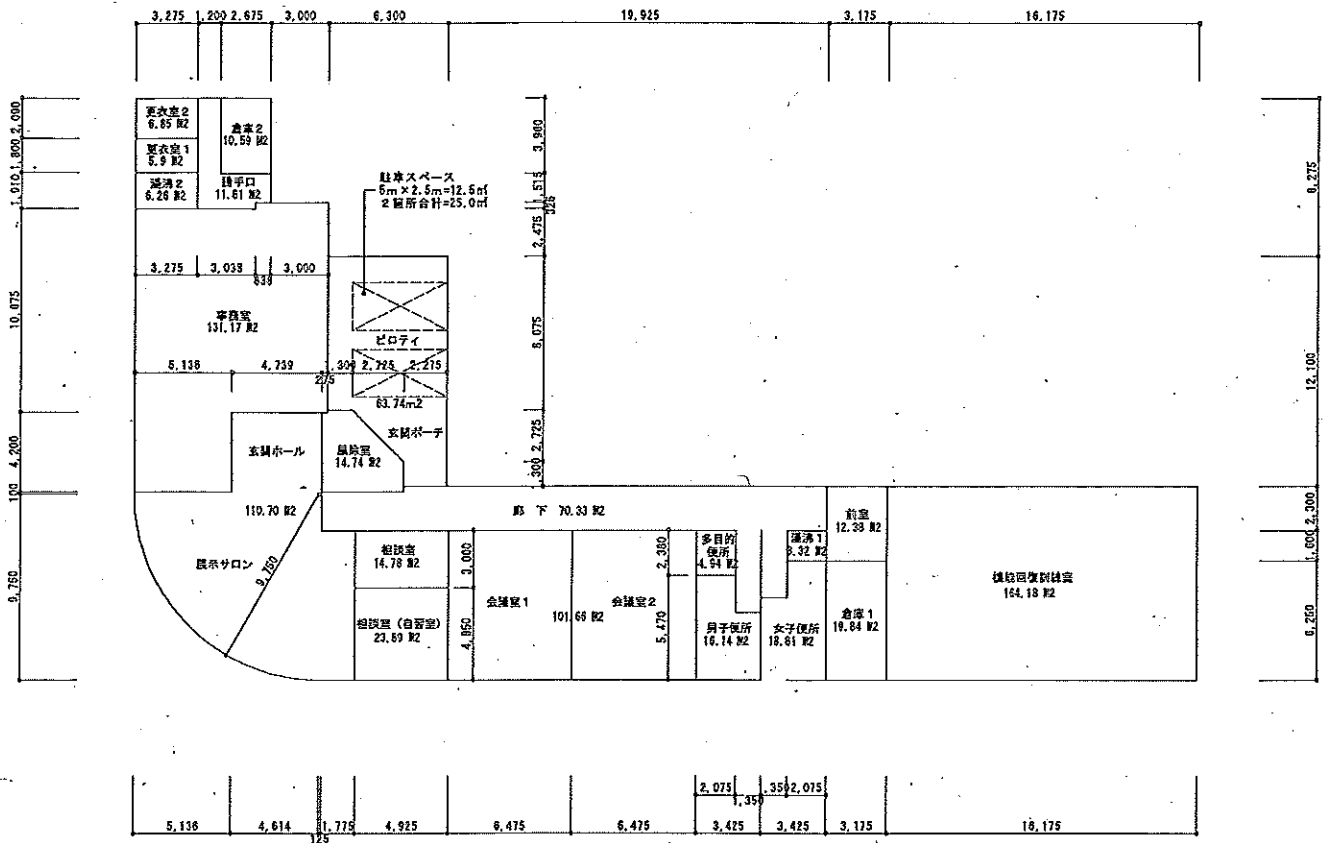 3,275 1,200 2,675 3,000 6,300 19,925 3,175 16,175
更衣室2
6.85 M2
倉庫2
10.59 M2
更衣室1
5.9 M2
湯沸2
6.26 M2
勝手口
11.61 M2
駐車スペース
5m×2.5m=12.5㎡
2箇所合計=25.0㎡
2,090
1,800
1,910
10,675
4,200
100
9,750
3,980
1,515
325
2,475
8,075
2,725
1,300
8,275
12,100
2,300
1,600
6,250
3,275 3,038 3,000
838
事務室
131.17 M2
ピロティ
5,136 4,739 1,300 2,725 2,275
275
63.74m2
玄関ポーチ
玄関ホール
風除室
14.74 M2
110.70 M2
廊 下 70.33 M2
前室
12.38 M2
展示サロン
9,750
相談室
14.78 M2
3,000
2,380
多目的
便所
4.94 M2
湯沸1
機能回復訓練室
164.18 M2
会議室1
会議室2
101.66 M2
相談室(自習室)
4,850
5,470
男子便所
16.14 M2
女子便所
18.61 M2
倉庫1
19.84 M2
2,075 1,350 2,075
1,350
5,136 4,614 1,775 4,925 6,475 6,475 3,425 3,425 3,175 16,175
125